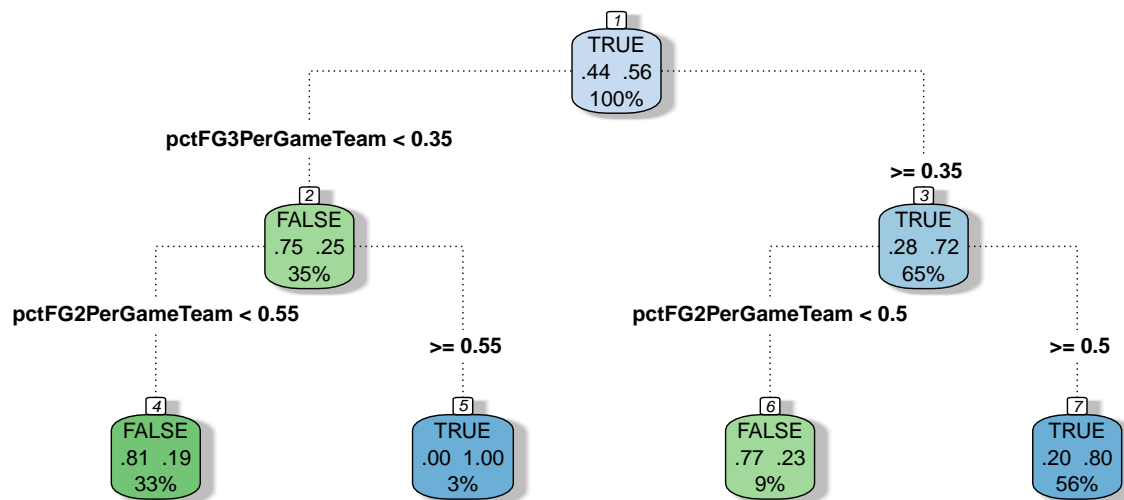 1
TRUE
.44 .56
100%
pctFG3PerGameTeam < 0.35
>= 0.35
2
FALSE
.75 .25
35%
3
TRUE
.28 .72
65%
pctFG2PerGameTeam < 0.55
>= 0.55
pctFG2PerGameTeam < 0.5
>= 0.5
4
FALSE
.81 .19
33%
5
TRUE
.00 1.00
3%
6
FALSE
.77 .23
9%
7
TRUE
.20 .80
56%